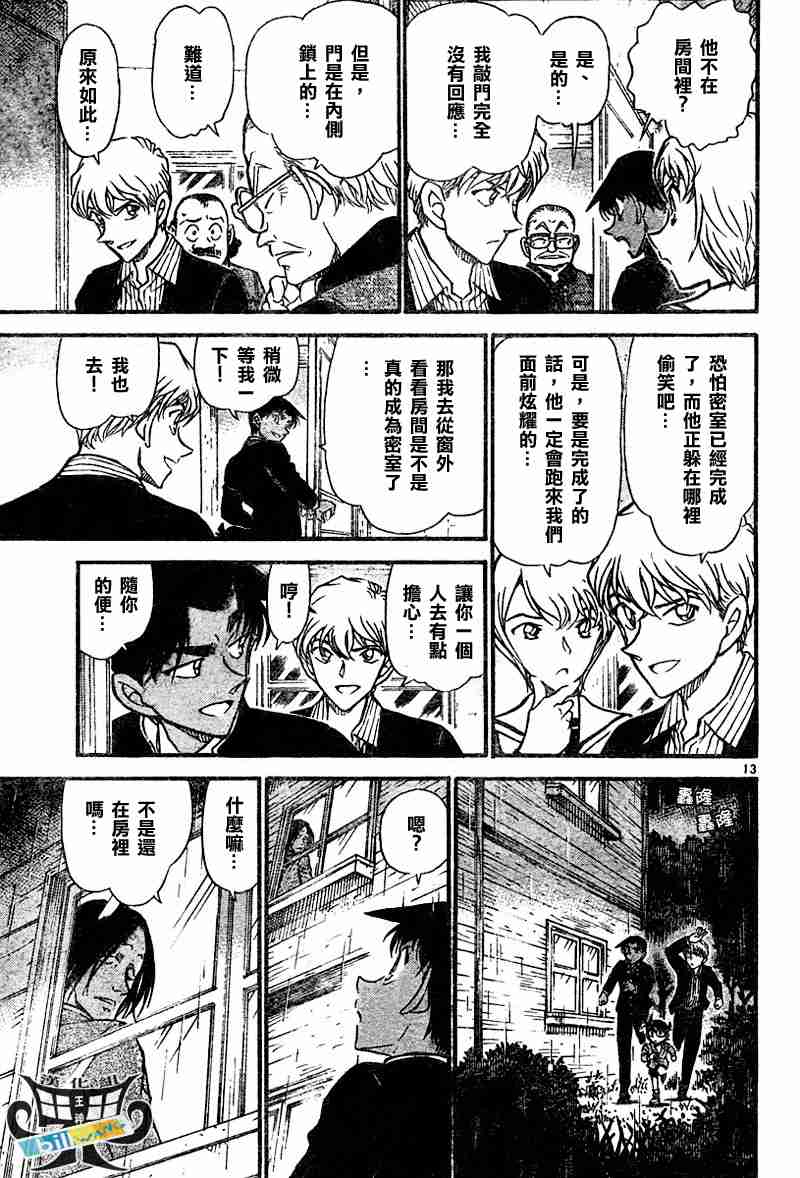 他不在
房間裡?
是、
是的…
我敲門完全
沒有回應…
但是，
門是在內側
鎖上的…
難道…
原來如此…
恐怕密室已經完成
了，而他正躲在哪裡
偷笑吧…
可是，要是完成了的
話，他一定會跑來我們
面前炫耀的…
那我去從窗外
看看房間是不是
真的成為密室了
…
稍微
等我一
下!
我也
去!
讓你一個
人去有點
擔心…
哼!
隨你
的便…
13
轟隆
轟隆
嗯?
什麼嘛…
不是還
在房裡
嗎…
漢化組
王
Bill WANG